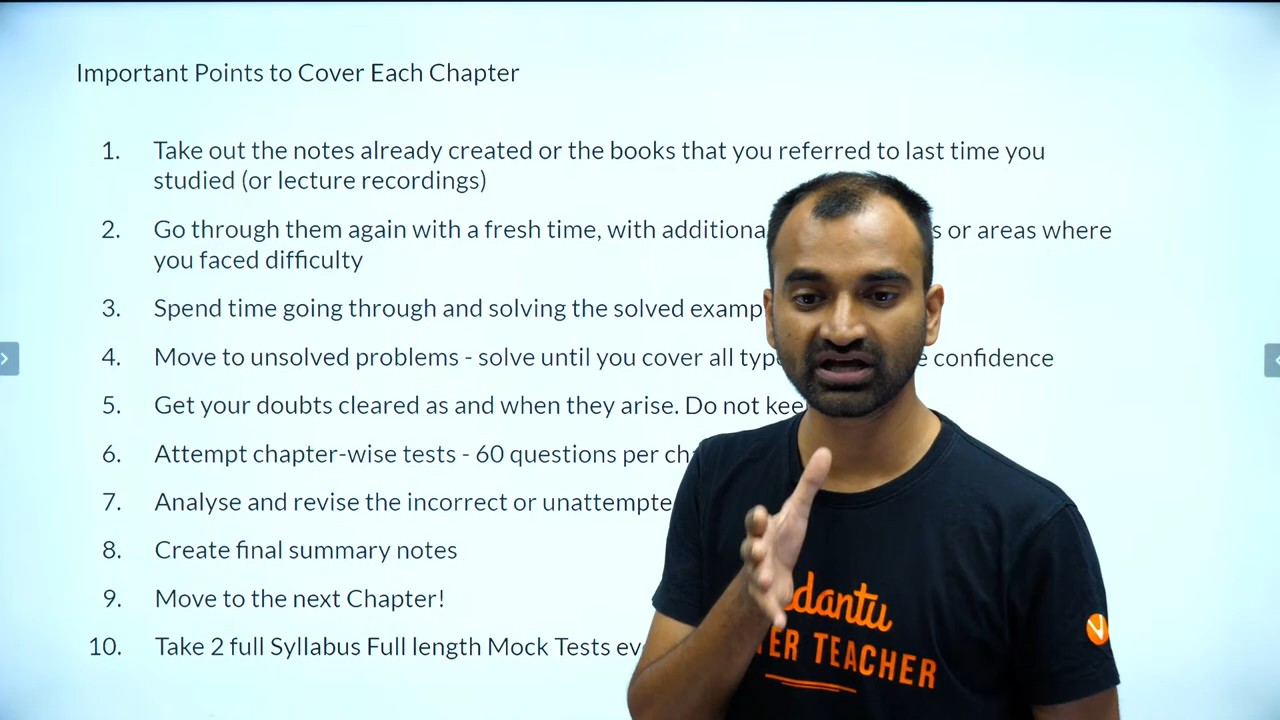 Important Points to Cover Each Chapter
1. Take out the notes already created or the books that you referred to last time you
studied (or lecture recordings)
2. Go through them again with a fresh time, with additiona s or areas where
you faced difficulty
3. Spend time going through and solving the solved examp
4. Move to unsolved problems - solve until you cover all typ e confidence
5. Get your doubts cleared as and when they arise. Do not kee
6. Attempt chapter-wise tests - 60 questions per ch
7. Analyse and revise the incorrect or unattempte
8. Create final summary notes
9. Move to the next Chapter!
10. Take 2 full Syllabus Full length Mock Tests ev
dantu
TER TEACHER